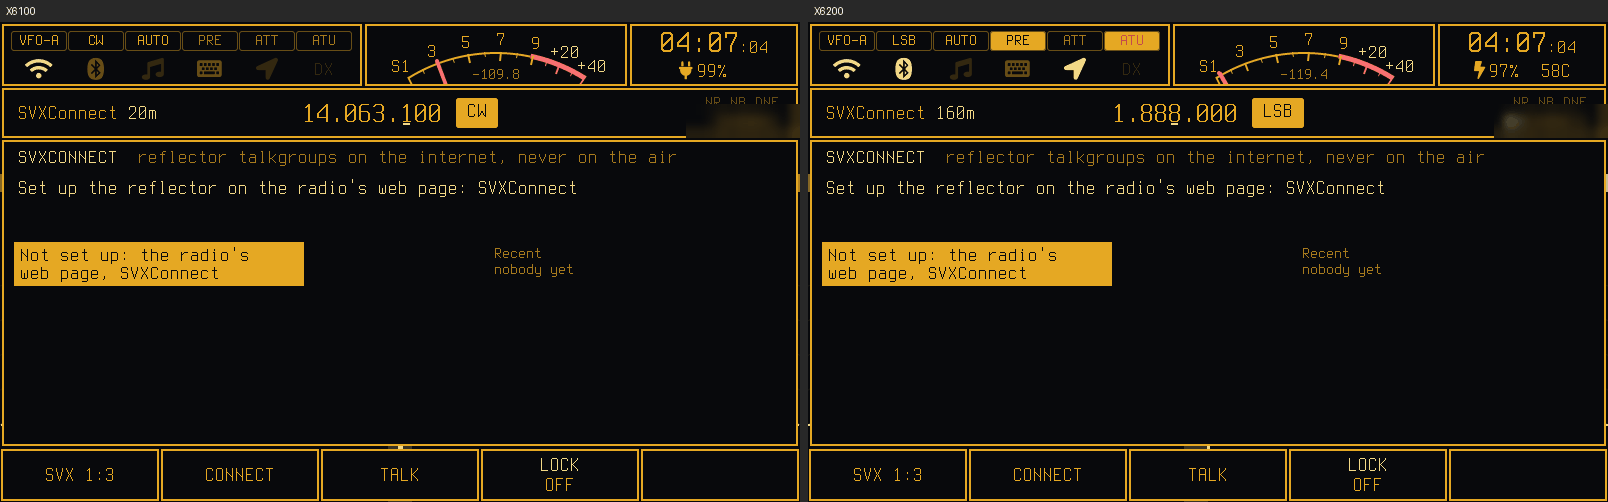 X6100
VFO-A CW AUTO PRE ATT ATU
DX
S1 3 5 7 9 +20 +40
-109.8
04:07:04
99%
SVXConnect 20m 14.063.100 CW
NR NB DNF
SVXCONNECT reflector talkgroups on the internet, never on the air
Set up the reflector on the radio's web page: SVXConnect
Not set up: the radio's
web page, SVXConnect
Recent
nobody yet
SVX 1:3 CONNECT TALK LOCK
OFF
X6200
VFO-A LSB AUTO PRE ATT ATU
DX
S1 3 5 7 9 +20 +40
-119.4
04:07:04
97% 58C
SVXConnect 160m 1.888.000 LSB
NR NB DNF
SVXCONNECT reflector talkgroups on the internet, never on the air
Set up the reflector on the radio's web page: SVXConnect
Not set up: the radio's
web page, SVXConnect
Recent
nobody yet
SVX 1:3 CONNECT TALK LOCK
OFF